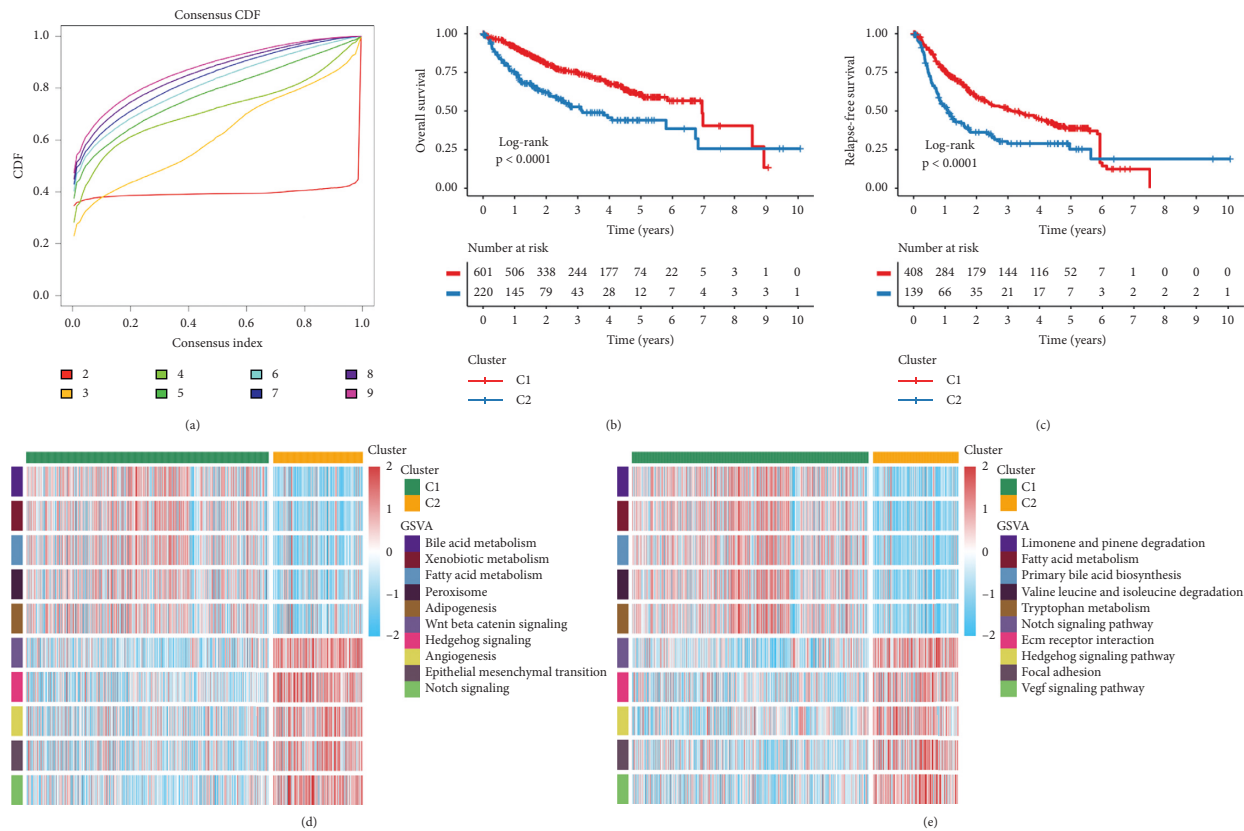 Consensus CDF
1.0
0.8
0.6
0.4
0.2
0.0
CDF
0.0 0.2 0.4 0.6 0.8 1.0
Consensus index
2 4 6 8
3 5 7 9
(a)
1.00
0.75
0.50
0.25
0.00
Overall survival
Log-rank
p < 0.0001
0 1 2 3 4 5 6 7 8 9 10
Time (years)
Number at risk
601 506 338 244 177 74 22 5 3 1 0
220 145 79 43 28 12 7 4 3 3 1
0 1 2 3 4 5 6 7 8 9 10
Time (years)
Cluster
C1
C2
(b)
1.00
0.75
0.50
0.25
0.00
Relapse-free survival
Log-rank
p < 0.0001
0 1 2 3 4 5 6 7 8 9 10
Time (years)
Number at risk
408 284 179 144 116 52 7 1 0 0 0
139 66 35 21 17 7 3 2 2 2 1
0 1 2 3 4 5 6 7 8 9 10
Time (years)
Cluster
C1
C2
(c)
Cluster
2
1
0
−1
−2
Cluster
C1
C2
GSVA
Bile acid metabolism
Xenobiotic metabolism
Fatty acid metabolism
Peroxisome
Adipogenesis
Wnt beta catenin signaling
Hedgehog signaling
Angiogenesis
Epithelial mesenchymal transition
Notch signaling
(d)
Cluster
2
1
0
−1
−2
Cluster
C1
C2
GSVA
Limonene and pinene degradation
Fatty acid metabolism
Primary bile acid biosynthesis
Valine leucine and isoleucine degradation
Tryptophan metabolism
Notch signaling pathway
Ecm receptor interaction
Hedgehog signaling pathway
Focal adhesion
Vegf signaling pathway
(e)